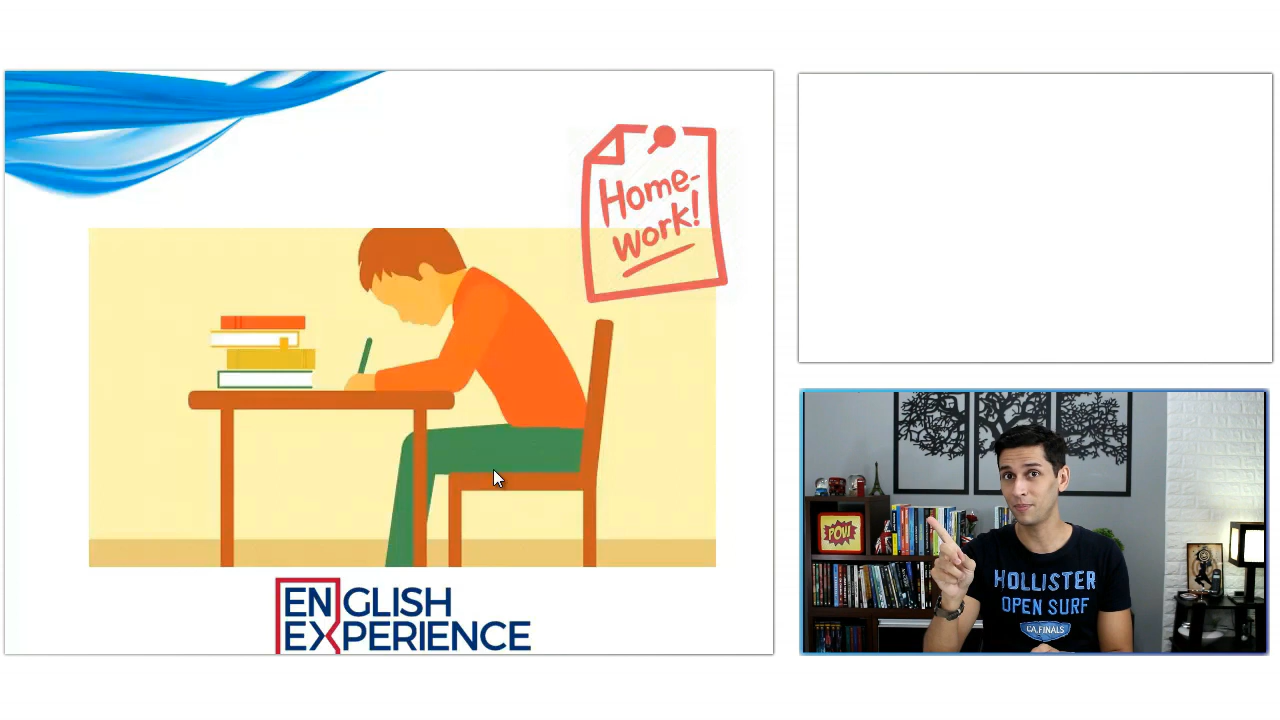 Home-
Work!
ENGLISH
EXPERIENCE
POW
HOLLISTER
OPEN SURF
CA.FINALS